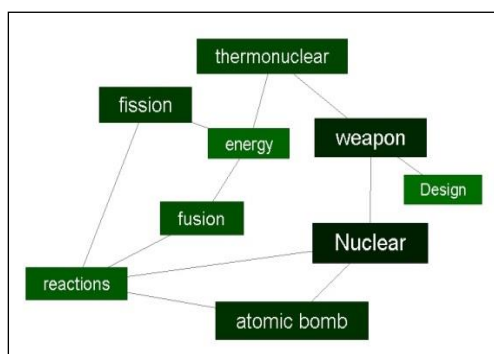 thermonuclear
fission
energy
weapon
Design
fusion
Nuclear
reactions
atomic bomb